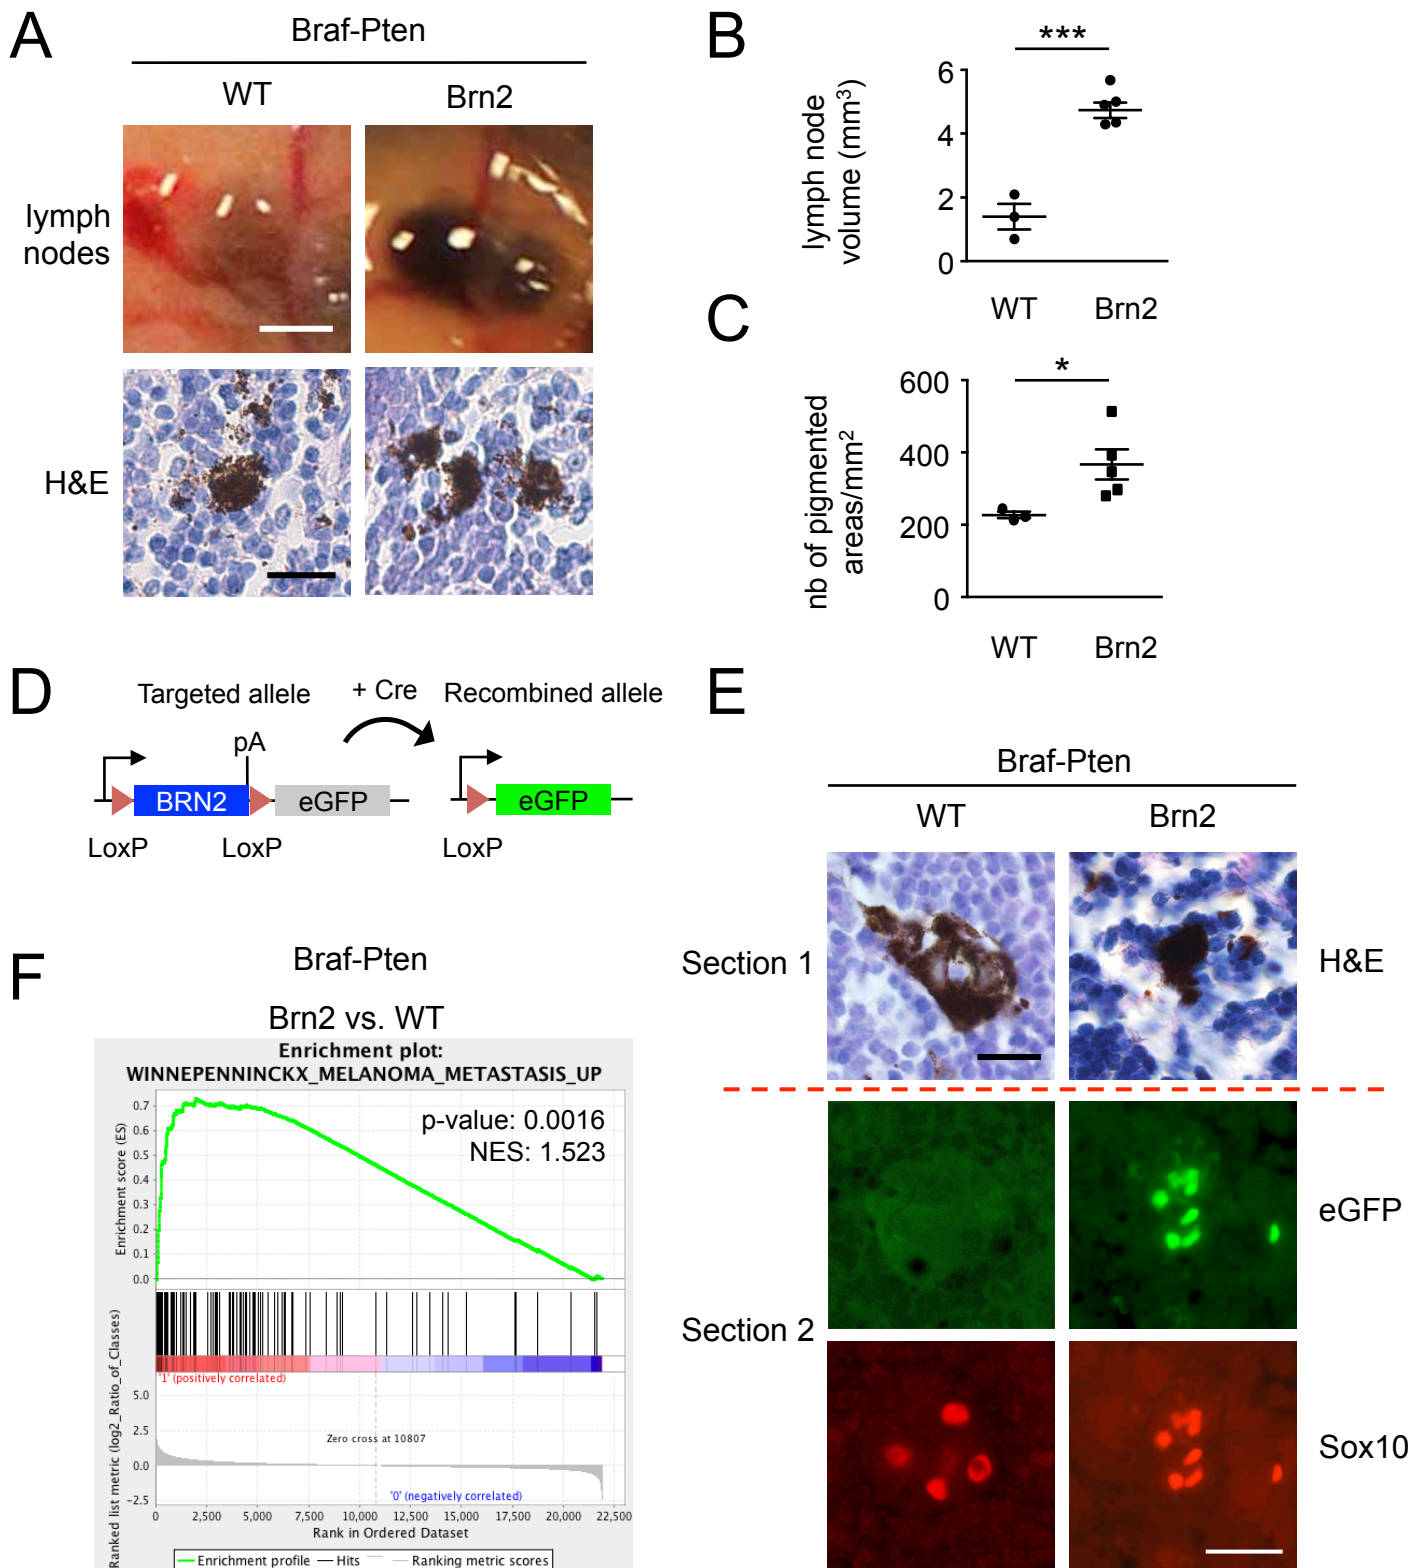 A
Braf-Pten
WT
Brn2
lymph
nodes
H&E
B
***
lymph node
volume (mm³)
6
4
2
0
WT
Brn2
C
*
nb of pigmented
areas/mm²
600
400
200
0
WT
Brn2
D
Targeted allele
+ Cre
Recombined allele
pA
BRN2
eGFP
eGFP
LoxP
LoxP
LoxP
E
Braf-Pten
WT
Brn2
Section 1
H&E
Section 2
eGFP
Sox10
F
Braf-Pten
Brn2 vs. WT
Enrichment plot:
WINNEPENNINCKX_MELANOMA_METASTASIS_UP
p-value: 0.0016
NES: 1.523
Enrichment score (ES)
0.7
0.6
0.5
0.4
0.3
0.2
0.1
0.0
'1' (positively correlated)
Ranked list metric (log2_Ratio_of_Classes)
5.0
2.5
0.0
-2.5
Zero cross at 10807
'0' (negatively correlated)
0 2,500 5,000 7,500 10,000 12,500 15,000 17,500 20,000 22,500
Rank in Ordered Dataset
Enrichment profile Hits Ranking metric scores